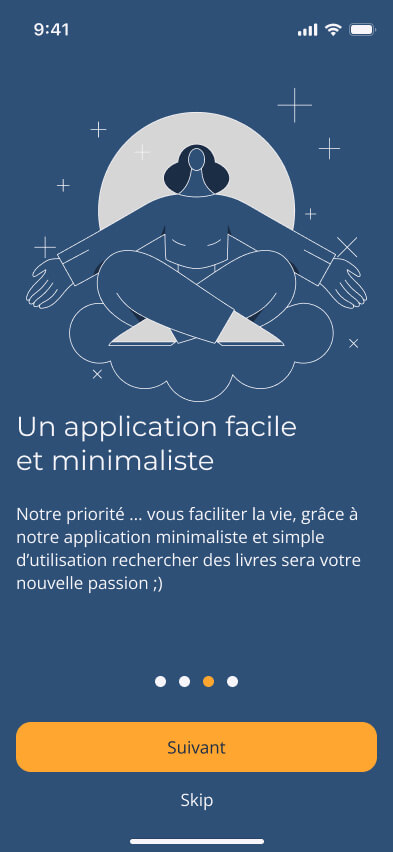 9:41
Un application facile
et minimaliste
Notre priorité ... vous faciliter la vie, grâce à
notre application minimaliste et simple
d’utilisation rechercher des livres sera votre
nouvelle passion ;)
Suivant
Skip